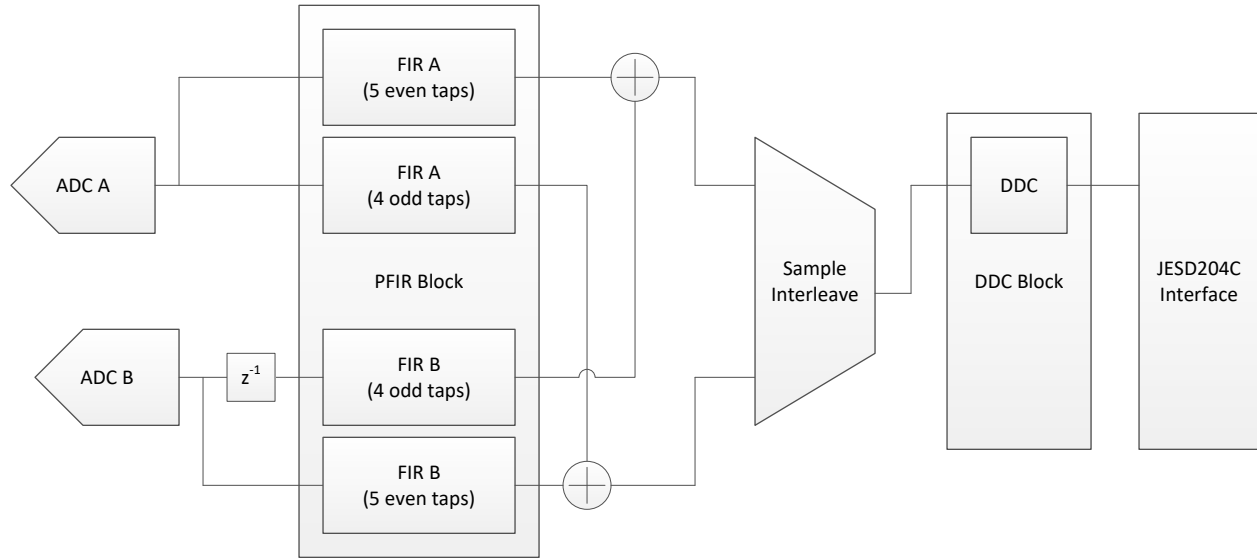 FIR A
(5 even taps)
ADC A
FIR A
(4 odd taps)
PFIR Block
ADC B
z⁻¹
FIR B
(4 odd taps)
FIR B
(5 even taps)
Sample
Interleave
DDC
DDC Block
JESD204C
Interface